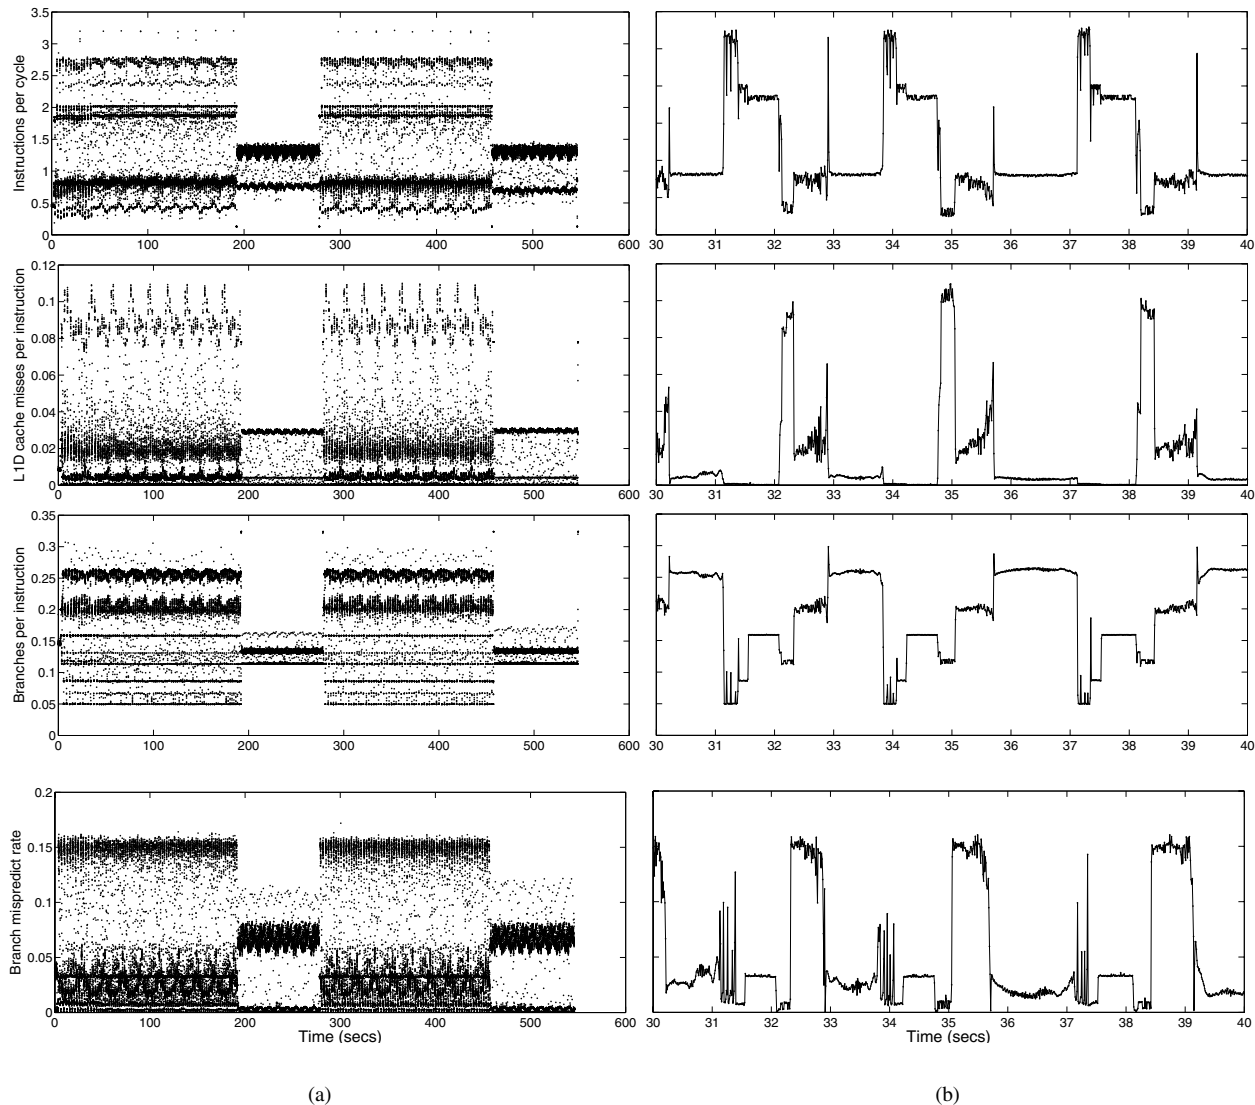 Instructions per cycle
3.5
3
2.5
2
1.5
1
0.5
0
0 100 200 300 400 500 600
30 31 32 33 34 35 36 37 38 39 40
L1D cache misses per instruction
0.12
0.1
0.08
0.06
0.04
0.02
0
0 100 200 300 400 500 600
30 31 32 33 34 35 36 37 38 39 40
Branches per instruction
0.35
0.3
0.25
0.2
0.15
0.1
0.05
0
0 100 200 300 400 500 600
30 31 32 33 34 35 36 37 38 39 40
Branch mispredict rate
0.2
0.15
0.1
0.05
0
0 100 200 300 400 500 600
30 31 32 33 34 35 36 37 38 39 40
Time (secs) Time (secs)
(a) (b)